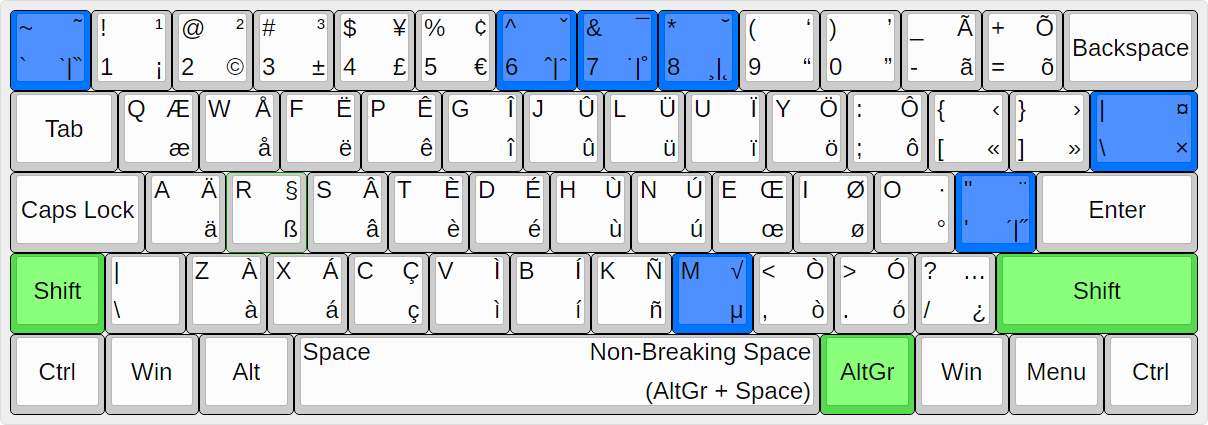 ~ ˜ ! ¹ @ ² # ³ $ ¥ % ¢ ^ ˇ & ¯ * ˘ ( ‘ ) ’ _ Ã + Õ Backspace
` `|̏ 1 ¡ 2 © 3 ± 4 £ 5 € 6 ˆ|̑ 7 ˙|˚ 8 ¸|˛ 9 “ 0 ” - ã = õ
Tab Q Æ W Å F Ë P Ê G Î J Û L Ü U Ï Y Ö : Ô { ‹ } › | ¤
æ å ë ê î û ü ï ö ; ô [ « ] » \ ×
Caps Lock A Ä R § S Â T È D É H Ù N Ú E Œ I Ø O · " ¨ Enter
ä ß â è é ù ú œ ø ° ' ´|˝
Shift | Z À X Á C Ç V Ì B Í K Ñ M √ < Ò > Ó ? … Shift
\ à á ç ì í ñ µ , ò . ó / ¿
Ctrl Win Alt Space Non-Breaking Space AltGr Win Menu Ctrl
(AltGr + Space)